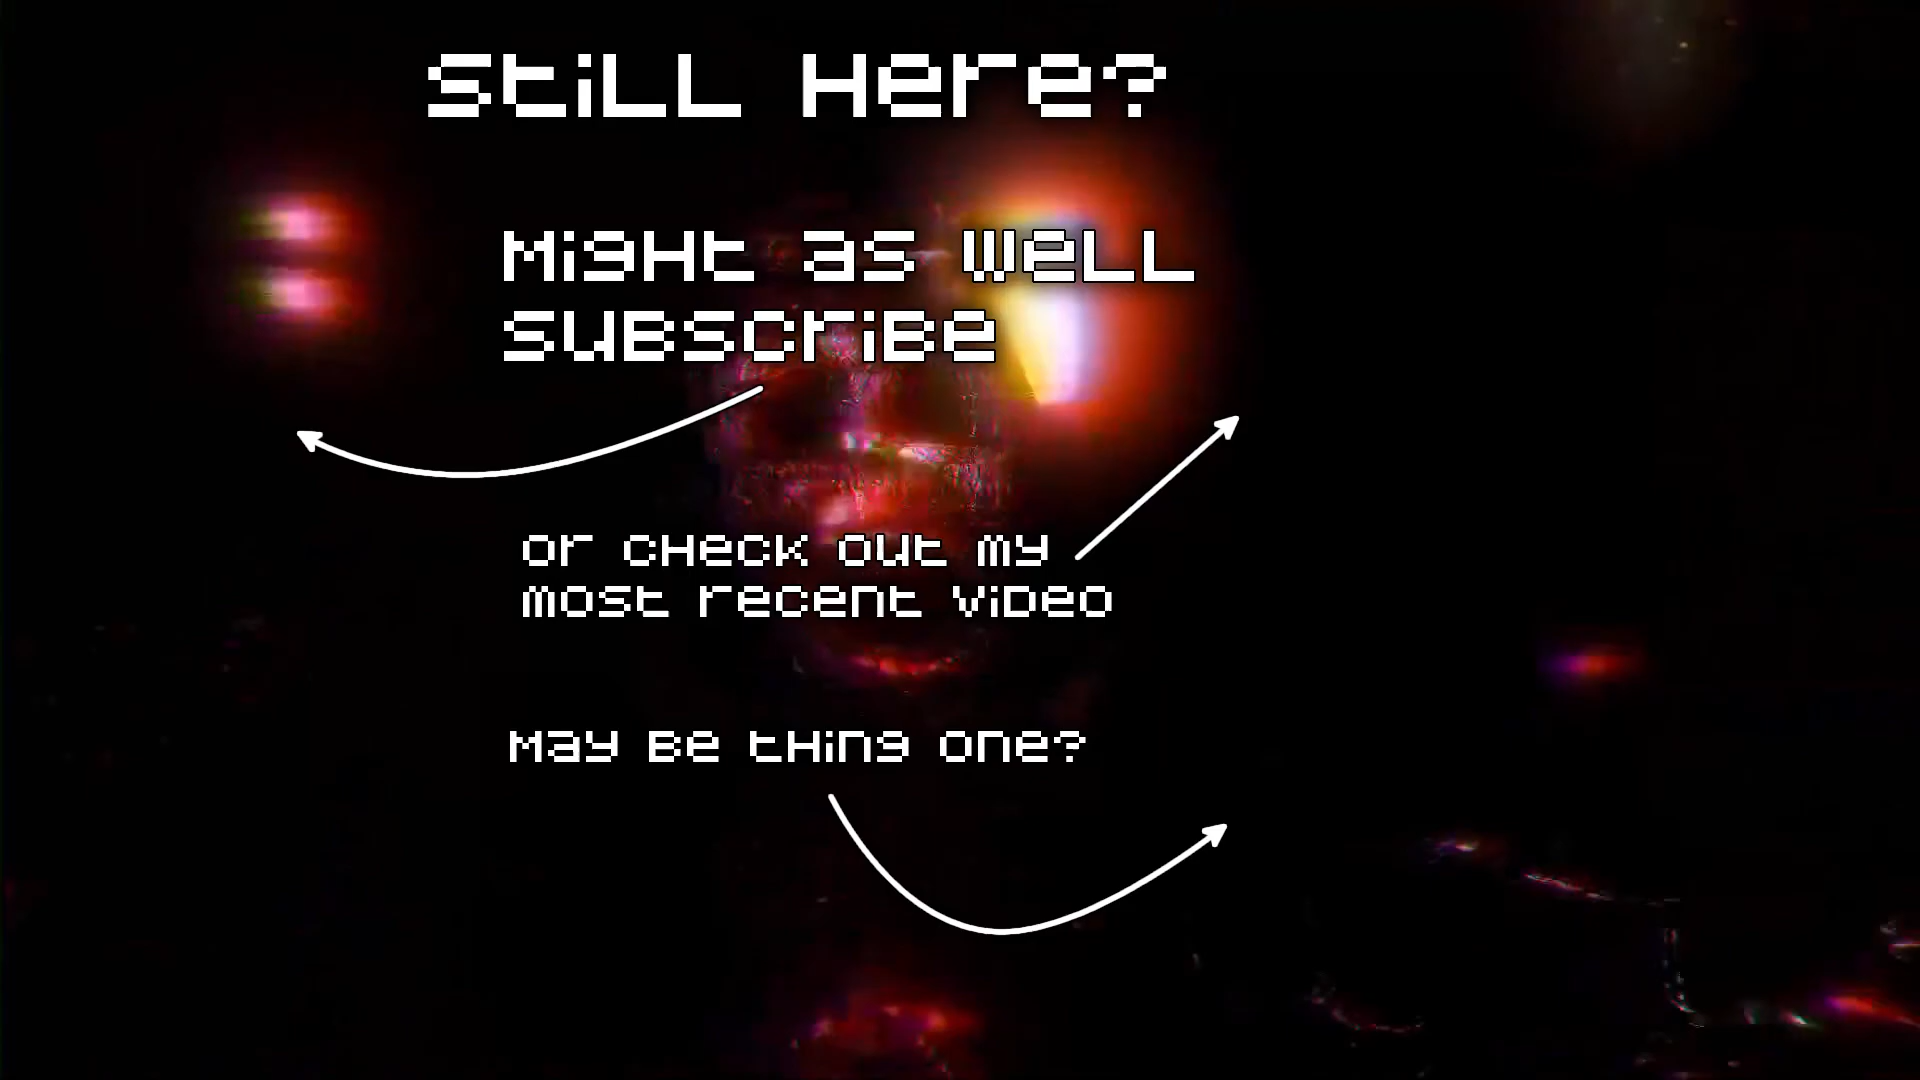 Still Here?
Might as well
subscribe
or check out my
most recent video
May be thing one?